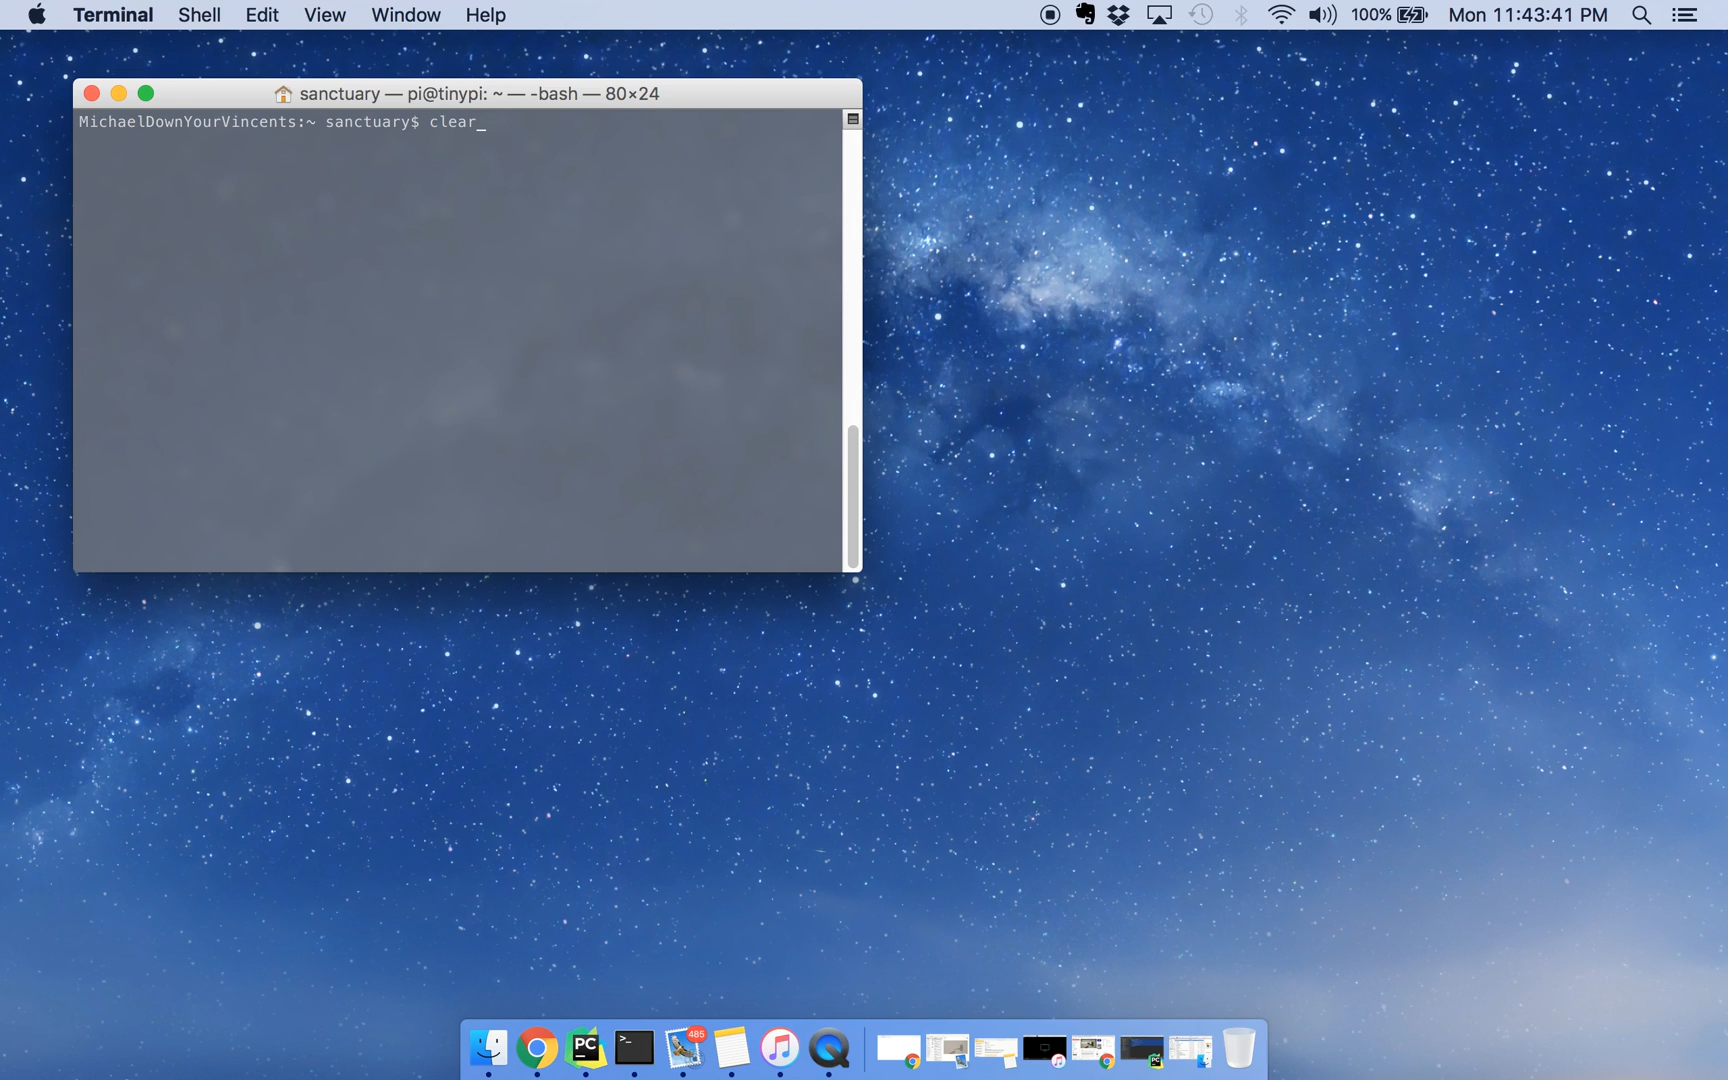 Terminal Shell Edit View Window Help 100% Mon 11:43:41 PM
sanctuary — pi@tinypi: ~ — -bash — 80×24
MichaelDownYourVincents:~ sanctuary$ clear_
PC >_ 485